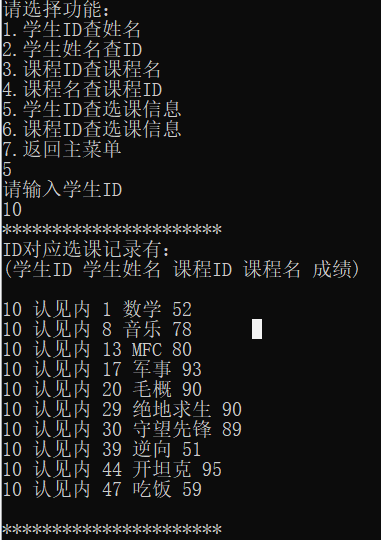 请选择功能:
1.学生ID查姓名
2.学生姓名查ID
3.课程ID查课程名
4.课程名查课程ID
5.学生ID查选课信息
6.课程ID查选课信息
7.返回主菜单
5
请输入学生ID
10
**********************
ID对应选课记录有:
(学生ID 学生姓名 课程ID 课程名 成绩)
10 认见内 1 数学 52
10 认见内 8 音乐 78
10 认见内 13 MFC 80
10 认见内 17 军事 93
10 认见内 20 毛概 90
10 认见内 29 绝地求生 90
10 认见内 30 守望先锋 89
10 认见内 39 逆向 51
10 认见内 44 开坦克 95
10 认见内 47 吃饭 59
**********************